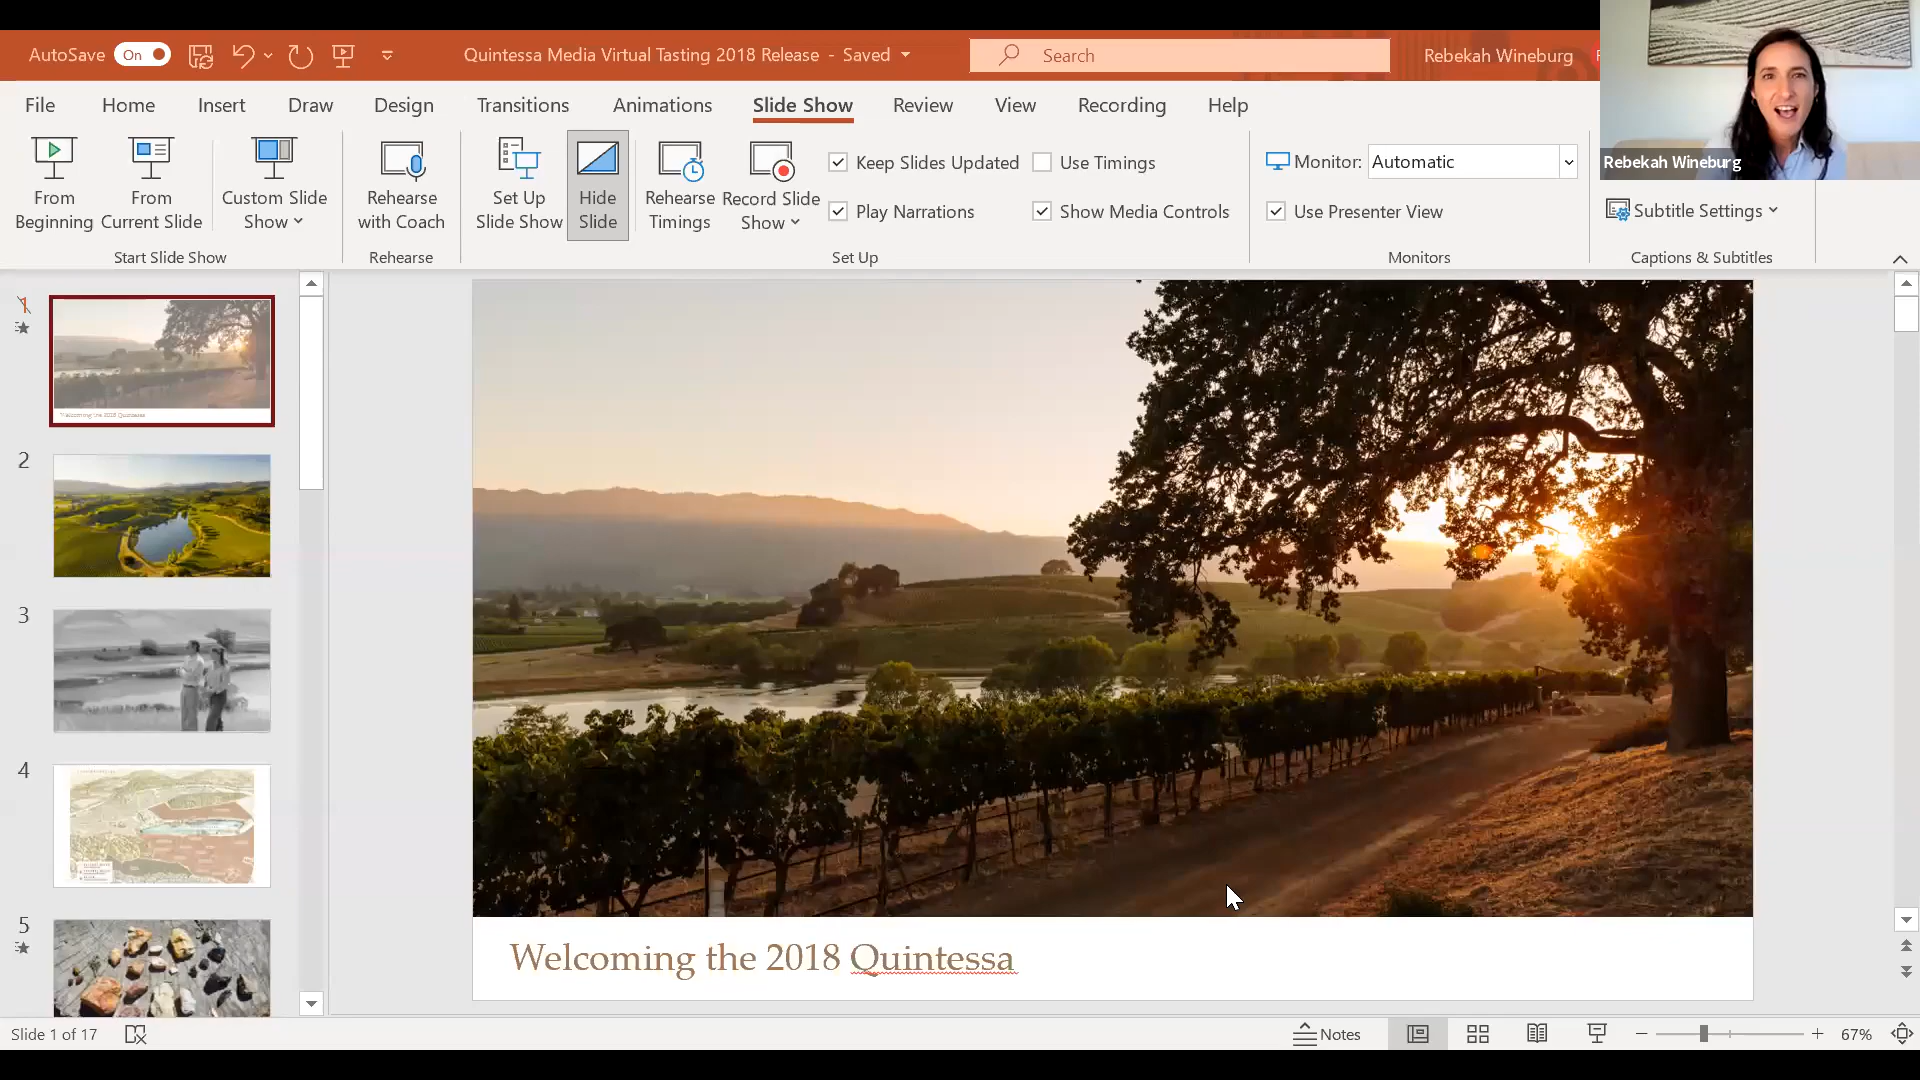 AutoSave On Quintessa Media Virtual Tasting 2018 Release - Saved Search Rebekah Wineburg
File Home Insert Draw Design Transitions Animations Slide Show Review View Recording Help
From Beginning
From Current Slide
Custom Slide Show
Start Slide Show
Rehearse with Coach
Rehearse
Set Up Slide Show
Hide Slide
Rehearse Timings
Record Slide Show
Keep Slides Updated
Play Narrations
Use Timings
Show Media Controls
Set Up
Monitor: Automatic
Use Presenter View
Monitors
Rebekah Wineburg
Subtitle Settings
Captions & Subtitles
1
Welcoming the 2018 Quintessa
2
3
4
5
Welcoming the 2018 Quintessa
Slide 1 of 17 Notes 67%